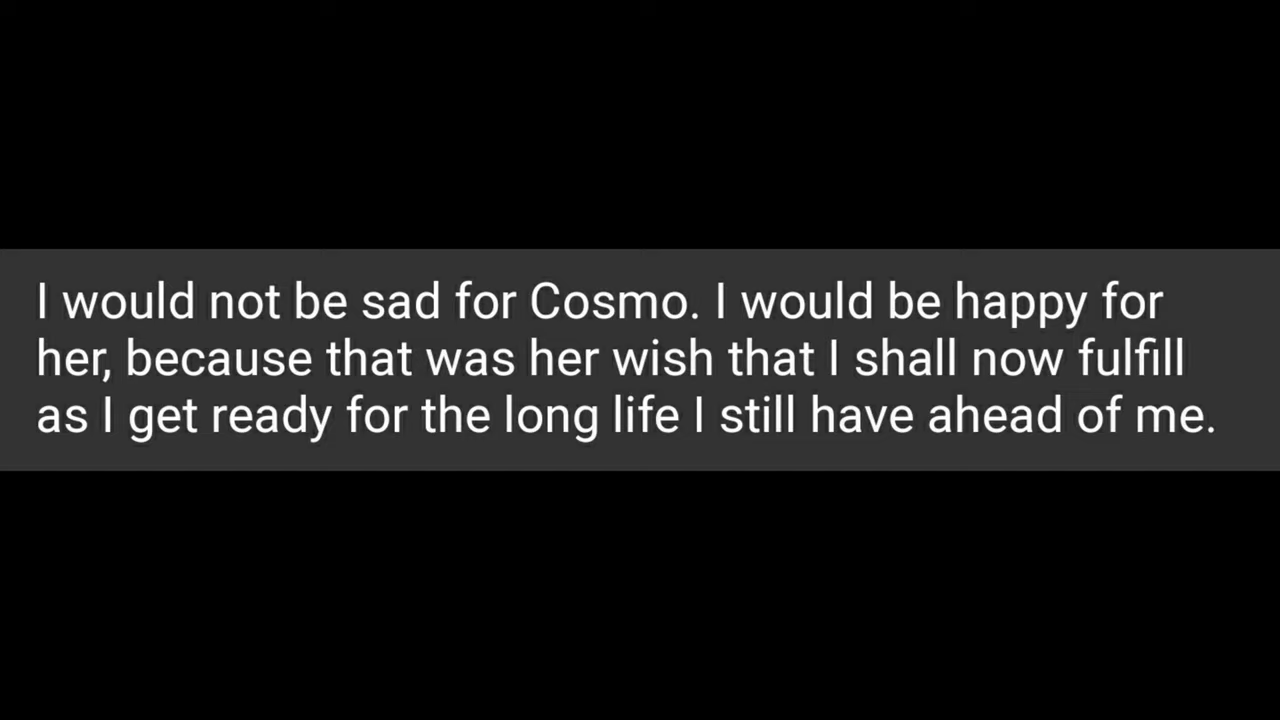 I would not be sad for Cosmo. I would be happy for
her, because that was her wish that I shall now fulfill
as I get ready for the long life I still have ahead of me.